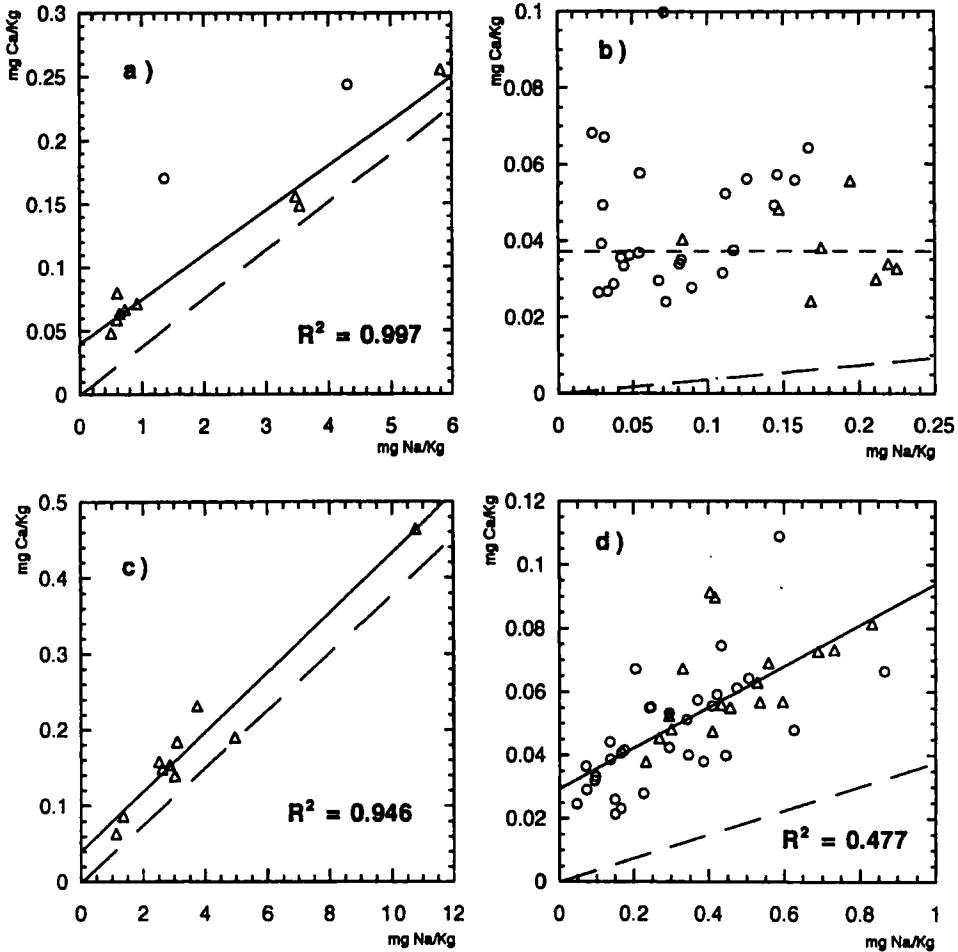 mg Ca/Kg
0.3
0.25
0.2
0.15
0.1
0.05
0
a)
R² = 0.997
0 1 2 3 4 5 6
mg Na/Kg
mg Ca/Kg
0.1
0.08
0.06
0.04
0.02
0
b)
0 0.05 0.1 0.15 0.2 0.25
mg Na/Kg
mg Ca/Kg
0.5
0.4
0.3
0.2
0.1
0
c)
R² = 0.946
0 2 4 6 8 10 12
mg Na/Kg
mg Ca/Kg
0.12
0.1
0.08
0.06
0.04
0.02
0
d)
R² = 0.477
0 0.2 0.4 0.6 0.8 1
mg Na/Kg